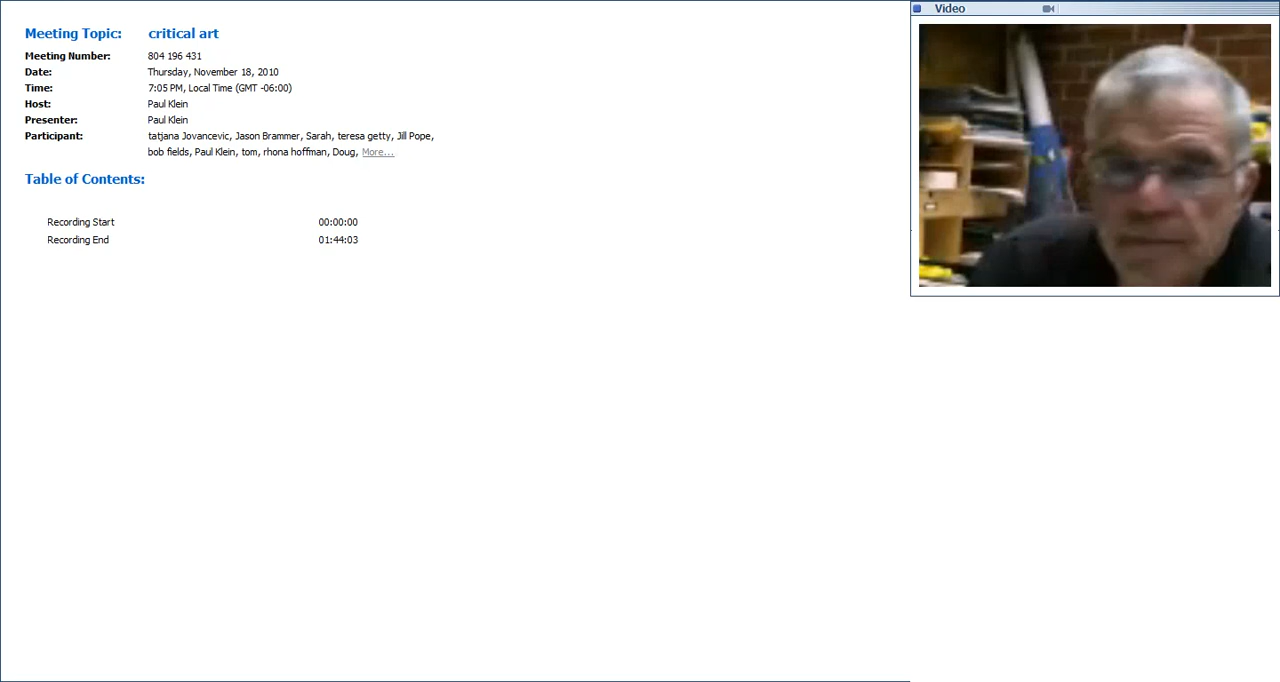 Meeting Topic: critical art
Meeting Number: 804 196 431
Date: Thursday, November 18, 2010
Time: 7:05 PM, Local Time (GMT -06:00)
Host: Paul Klein
Presenter: Paul Klein
Participant: tatjana Jovancevic, Jason Brammer, Sarah, teresa getty, Jill Pope,
bob fields, Paul Klein, tom, rhona hoffman, Doug, More...
Table of Contents:
Recording Start 00:00:00
Recording End 01:44:03
Video